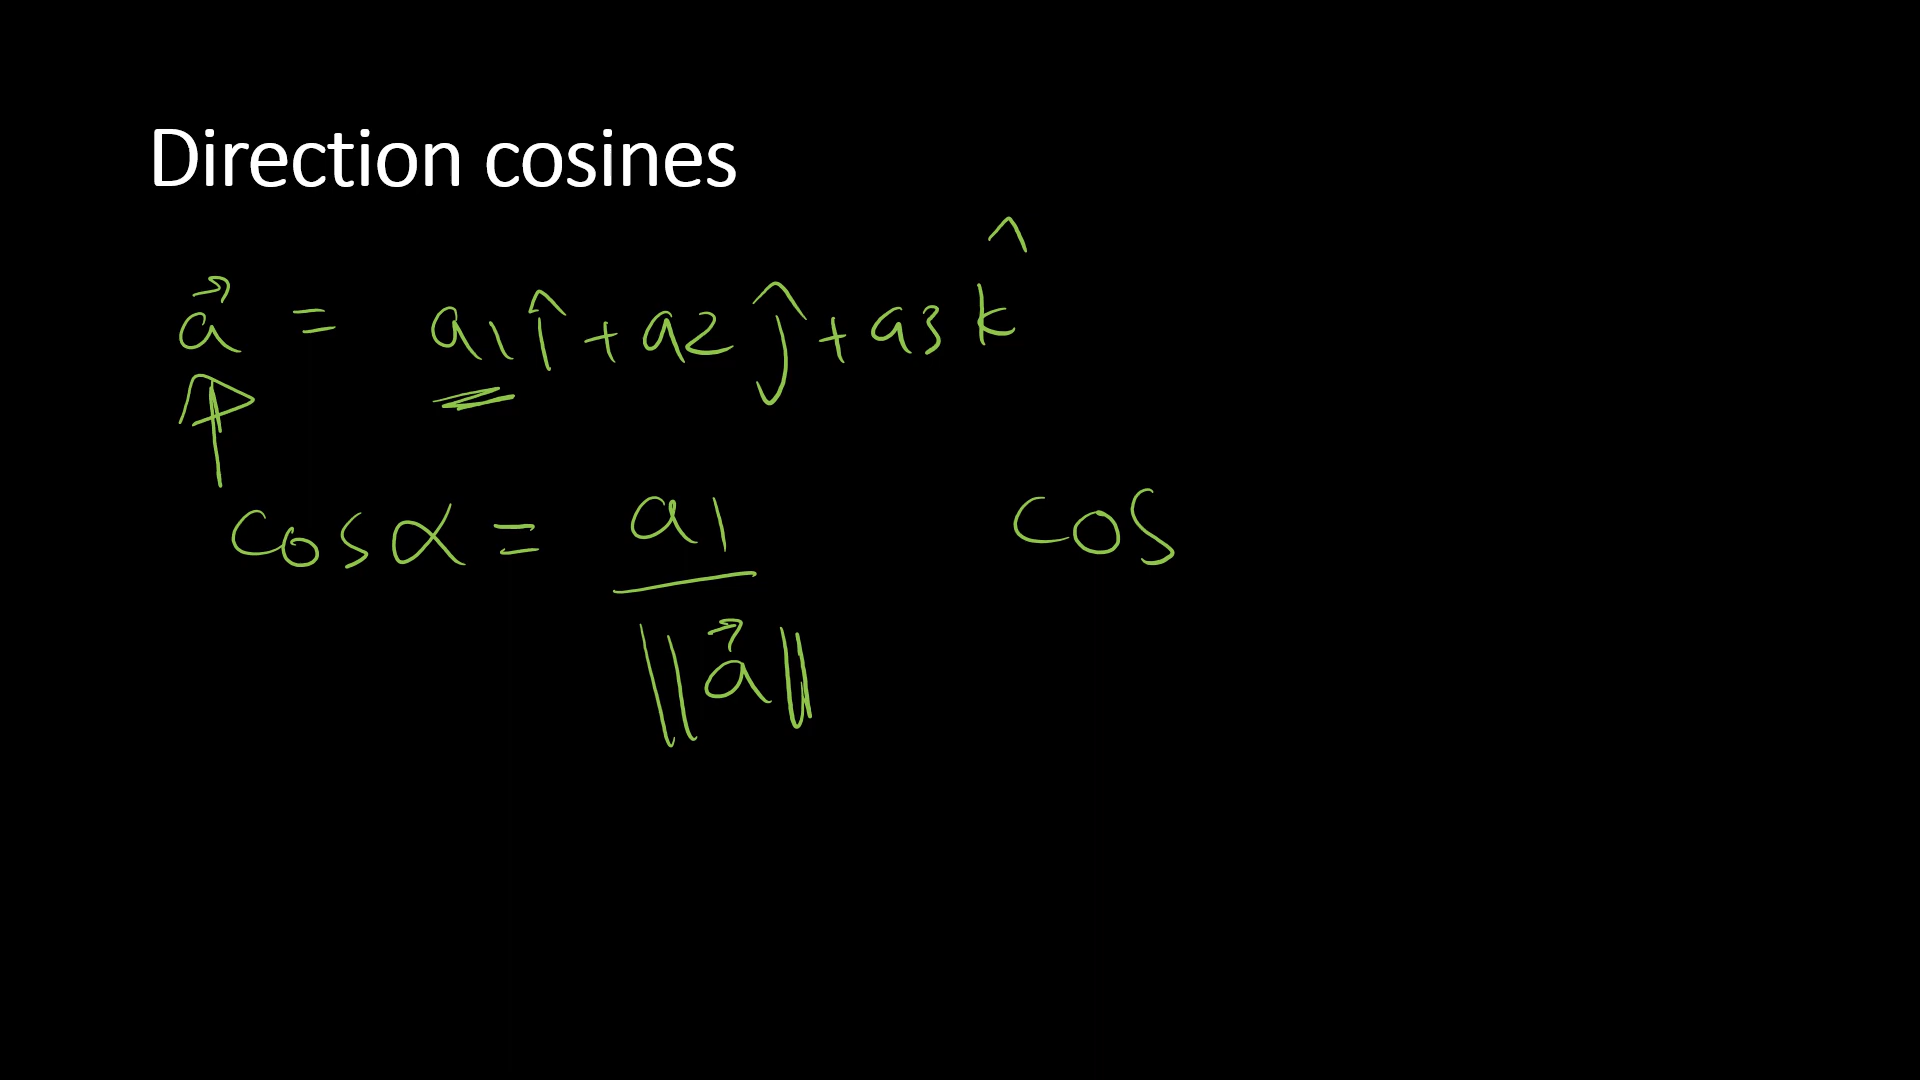 Direction cosines
a⃗ = a1 î + a2 ĵ + a3 k̂
cos α = a1 / ‖a⃗‖ cos